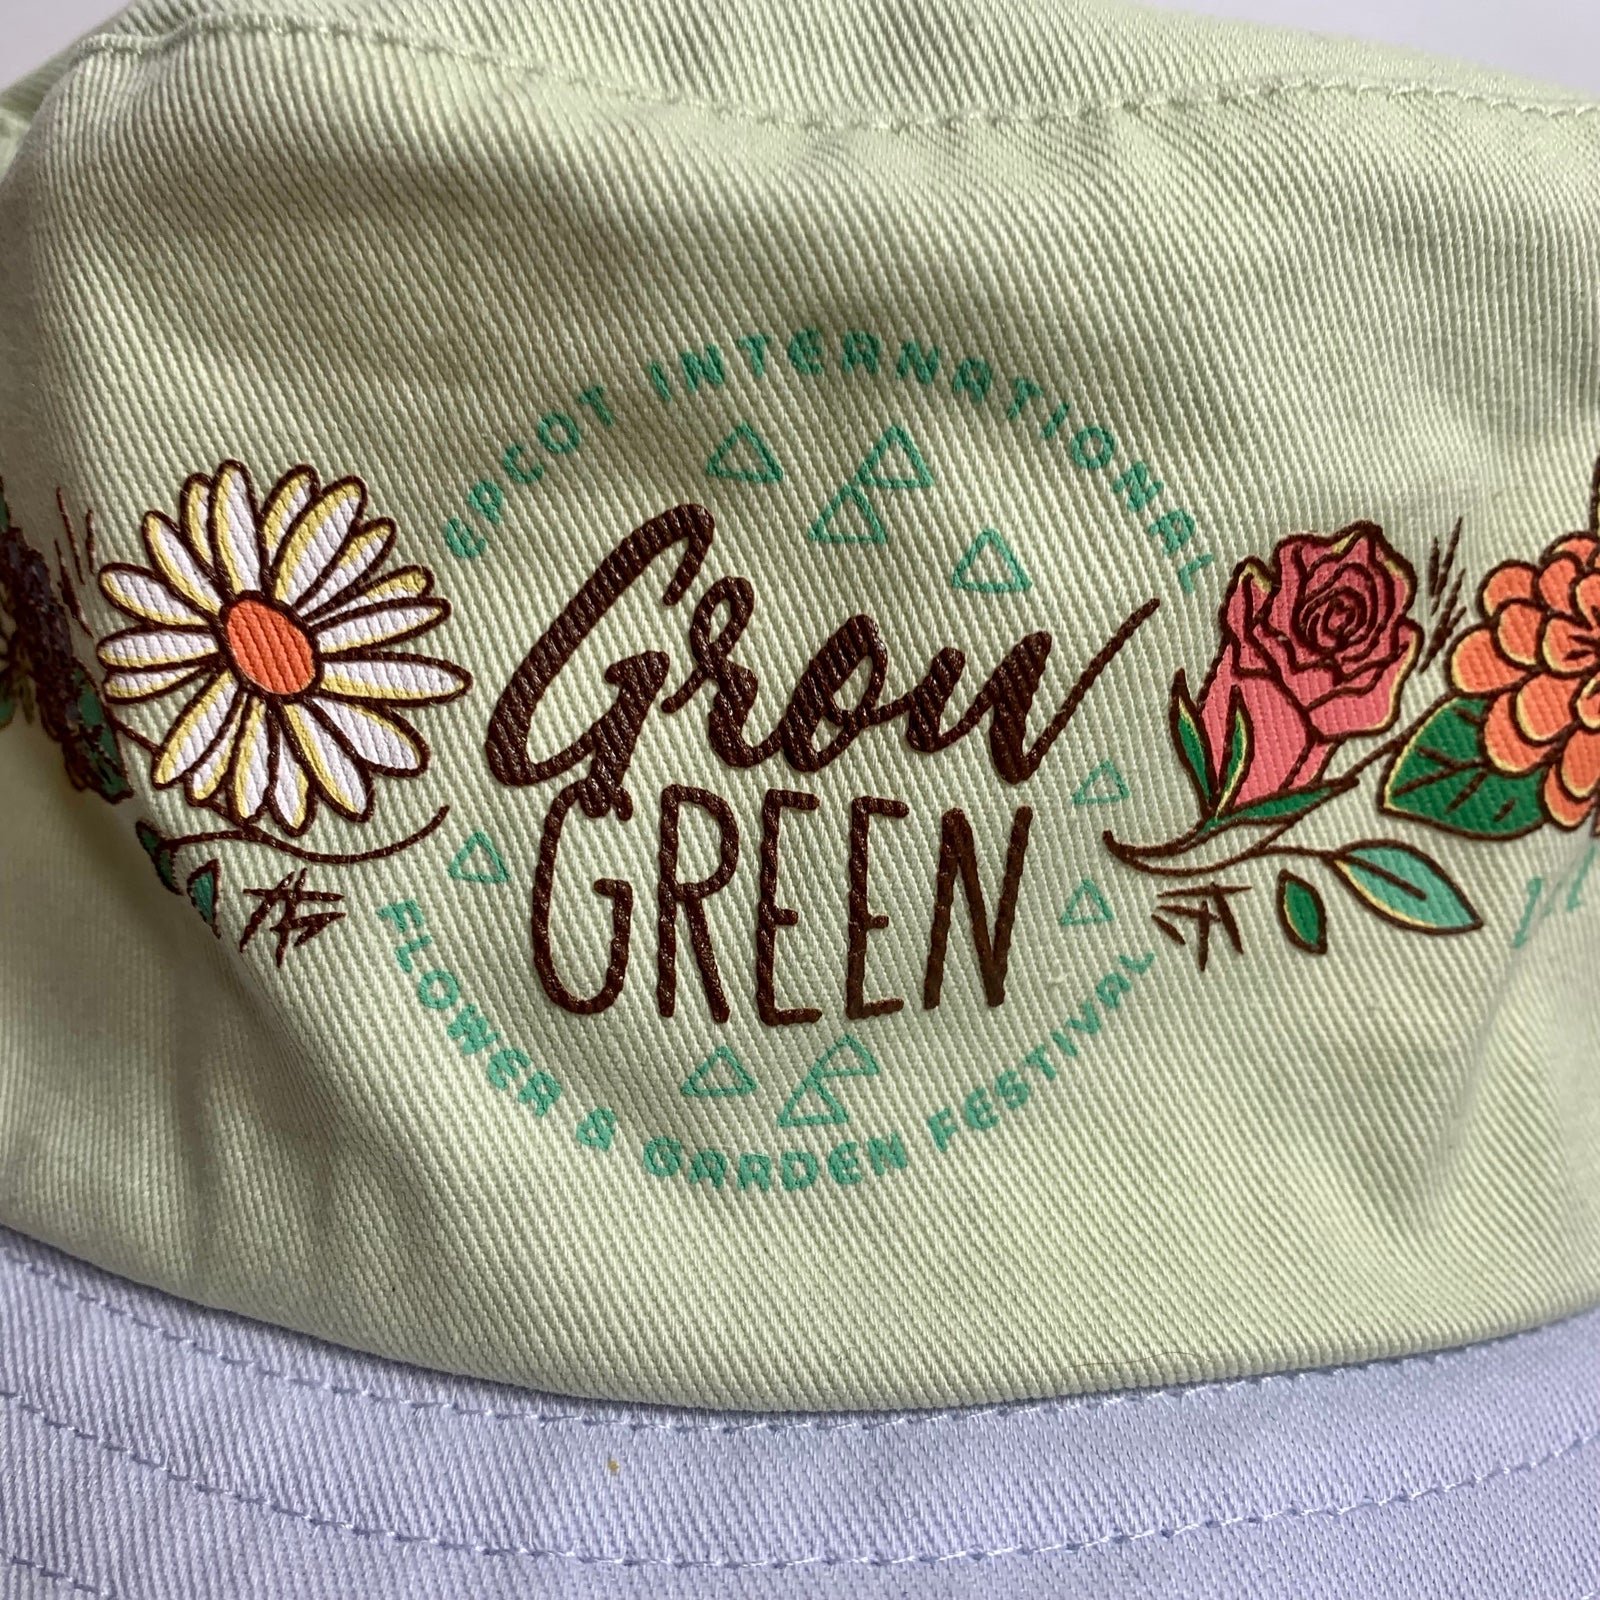 EPCOT INTERNATIONAL
Grow
GREEN
FLOWER & GARDEN FESTIVAL